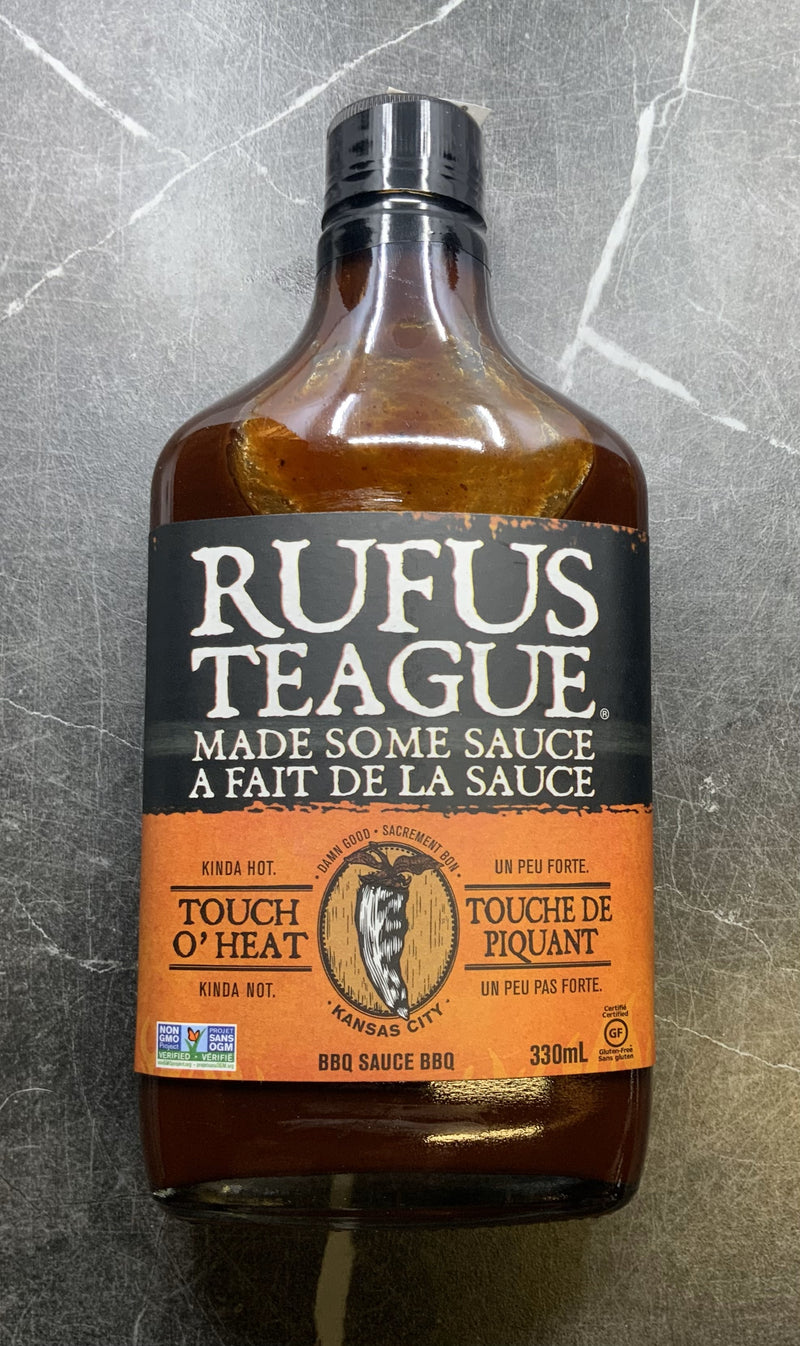 RUFUS
TEAGUE®
MADE SOME SAUCE
A FAIT DE LA SAUCE
DAMN GOOD • SACREMENT BON •
KINDA HOT.
TOUCH
O' HEAT
KINDA NOT.
UN PEU FORTE.
TOUCHE DE
PIQUANT
UN PEU PAS FORTE.
• KANSAS CITY •
NON
GMO
Project
PROJET
SANS
OGM
VERIFIED • VÉRIFIÉ
BBQ SAUCE BBQ
330mL
Certifié
Certified
GF
Gluten-Free
Sans gluten